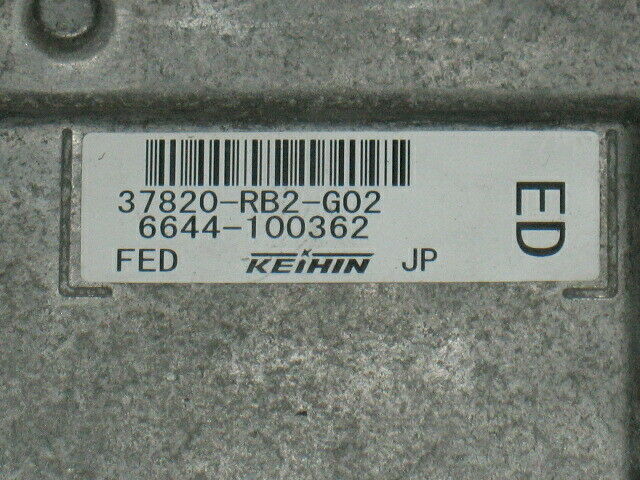 37820-RB2-G02
6644-100362
FED KEIHIN JP
ED